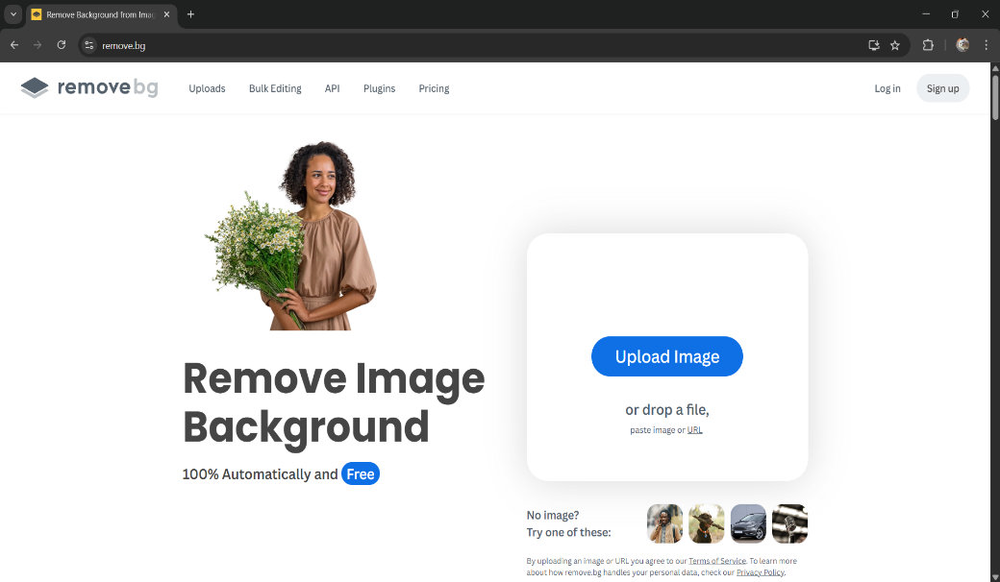 Remove Background from Imag
remove.bg
removebg
Uploads
Bulk Editing
API
Plugins
Pricing
Log in
Sign up
Remove Image
Background
100% Automatically and Free
Upload Image
or drop a file,
paste image or URL
No image?
Try one of these:
By uploading an image or URL you agree to our Terms of Service. To learn more
about how remove.bg handles your personal data, check our Privacy Policy.